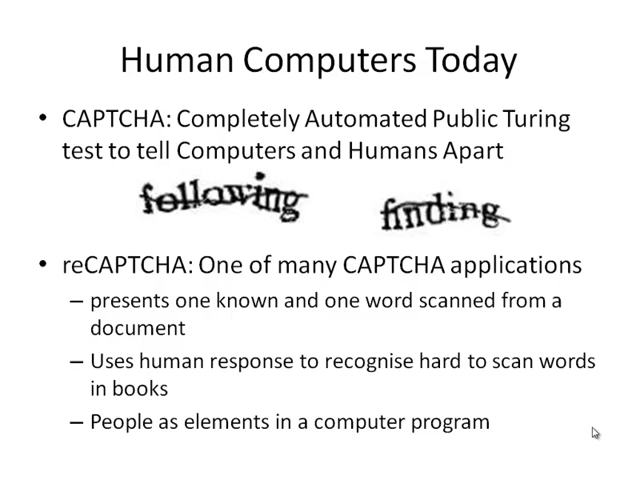 Human Computers Today
• CAPTCHA: Completely Automated Public Turing
test to tell Computers and Humans Apart
following finding
• reCAPTCHA: One of many CAPTCHA applications
– presents one known and one word scanned from a
document
– Uses human response to recognise hard to scan words
in books
– People as elements in a computer program